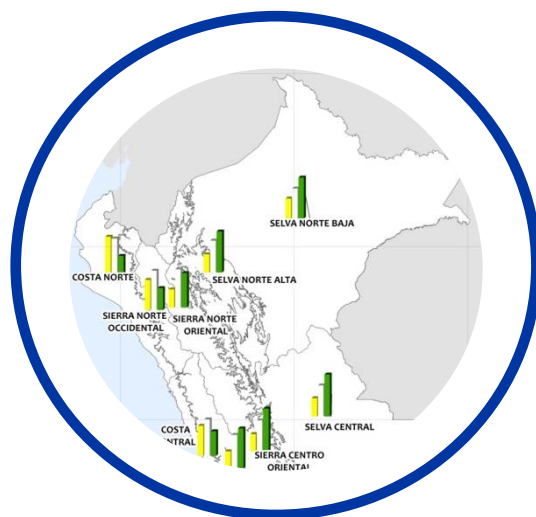 SELVA NORTE BAJA
COSTA NORTE
SELVA NORTE ALTA
SIERRA NORTE
OCCIDENTAL
SIERRA NORTE
ORIENTAL
SELVA CENTRAL
COSTA
NTRAL
SIERRA CENTRO
ORIENTAL